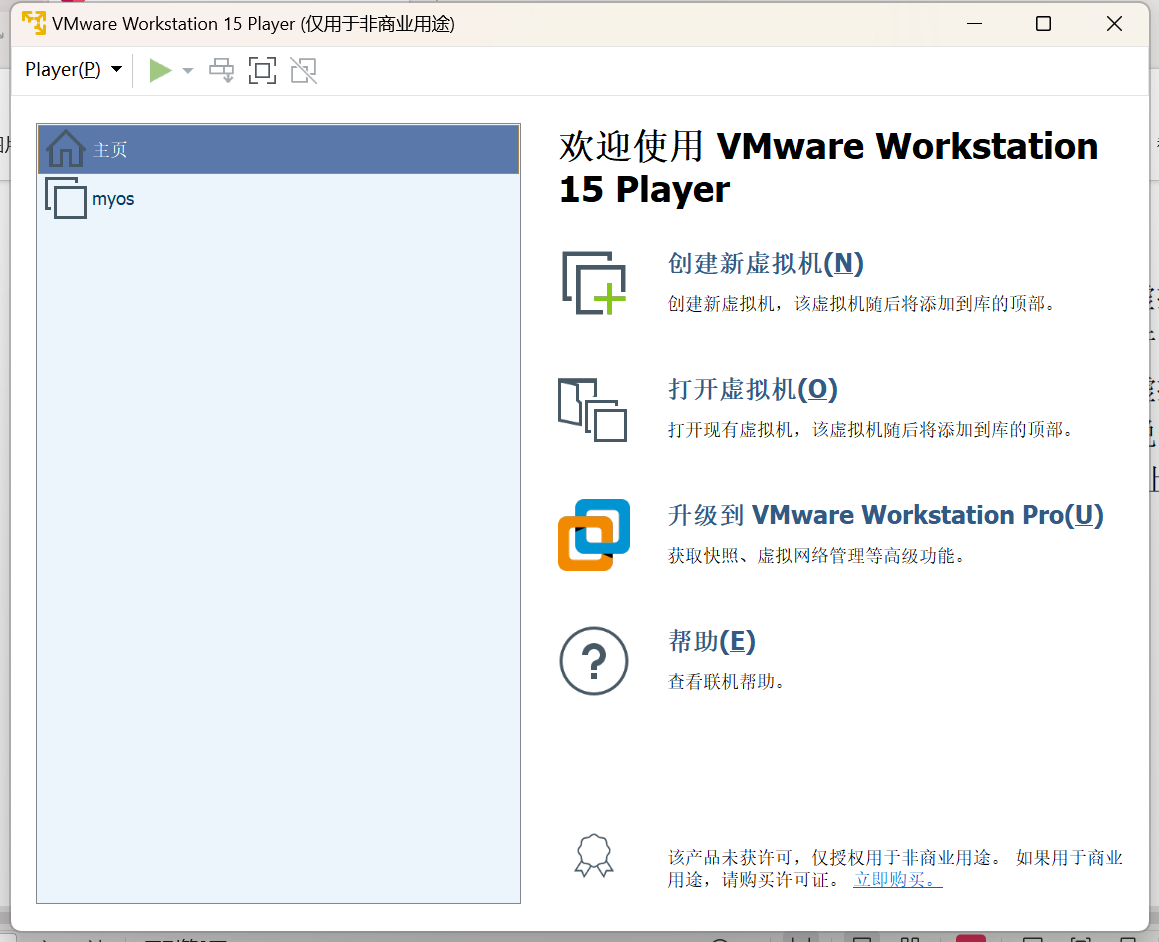 VMware Workstation 15 Player (仅用于非商业用途)
Player(P)
主页
myos
欢迎使用 VMware Workstation
15 Player
创建新虚拟机(N)
创建新虚拟机，该虚拟机随后将添加到库的顶部。
打开虚拟机(O)
打开现有虚拟机，该虚拟机随后将添加到库的顶部。
升级到 VMware Workstation Pro(U)
获取快照、虚拟网络管理等高级功能。
帮助(E)
查看联机帮助。
该产品未获许可，仅授权用于非商业用途。 如果用于商业
用途，请购买许可证。 立即购买。